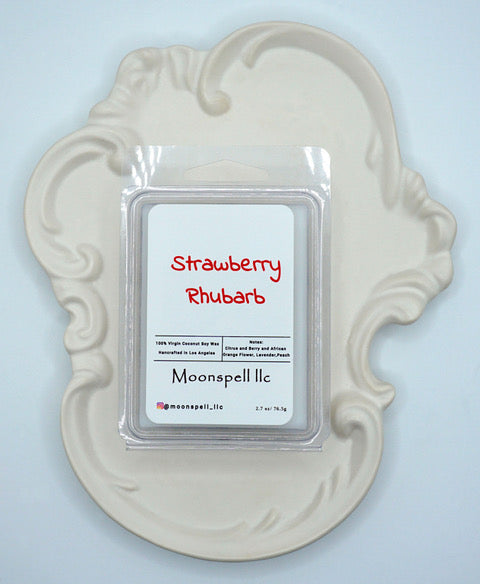 Strawberry
Rhubarb
100% Virgin Coconut Soy Wax
Handcrafted in Los Angeles
Notes:
Citrus and Berry and African
Orange Flower, Lavender,Peach
Moonspell llc
@moonspell_llc
2.7 oz/ 76.5g